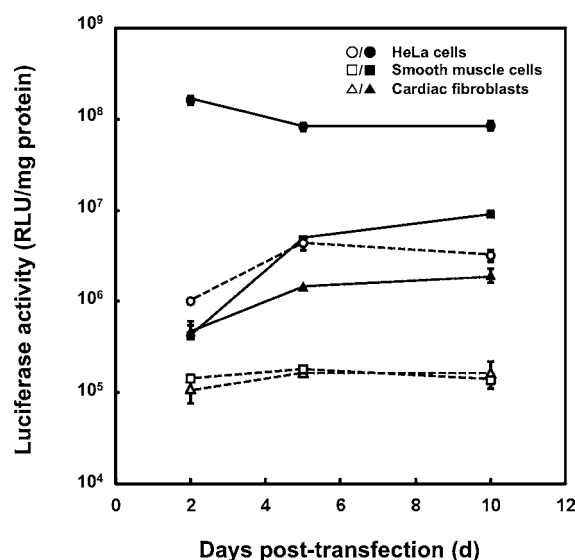 10⁹
○/● HeLa cells
□/■ Smooth muscle cells
△/▲ Cardiac fibroblasts
10⁸
10⁷
10⁶
10⁵
10⁴
0 2 4 6 8 10 12
Luciferase activity (RLU/mg protein)
Days post-transfection (d)